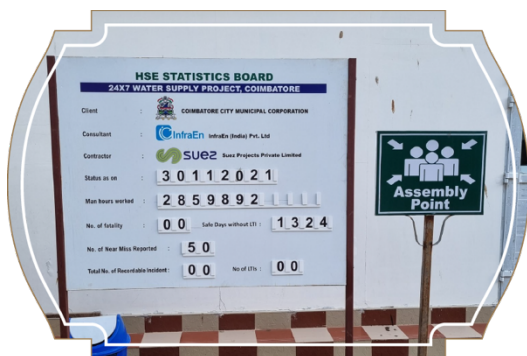 HSE STATISTICS BOARD
24X7 WATER SUPPLY PROJECT, COIMBATORE
Client : COIMBATORE CITY MUNICIPAL CORPORATION
Consultant : InfraEn InfraEn (India) Pvt. Ltd
Contractor : suez Suez Projects Private Limited
Status as on : 30112021
Man hours worked : 2859892
No. of fatality : 00 Safe Days without LTI : 1324
No. of Near Miss Reported : 50
Total No. of Recordable Incident : 00 No of LTIs : 00
Assembly
Point